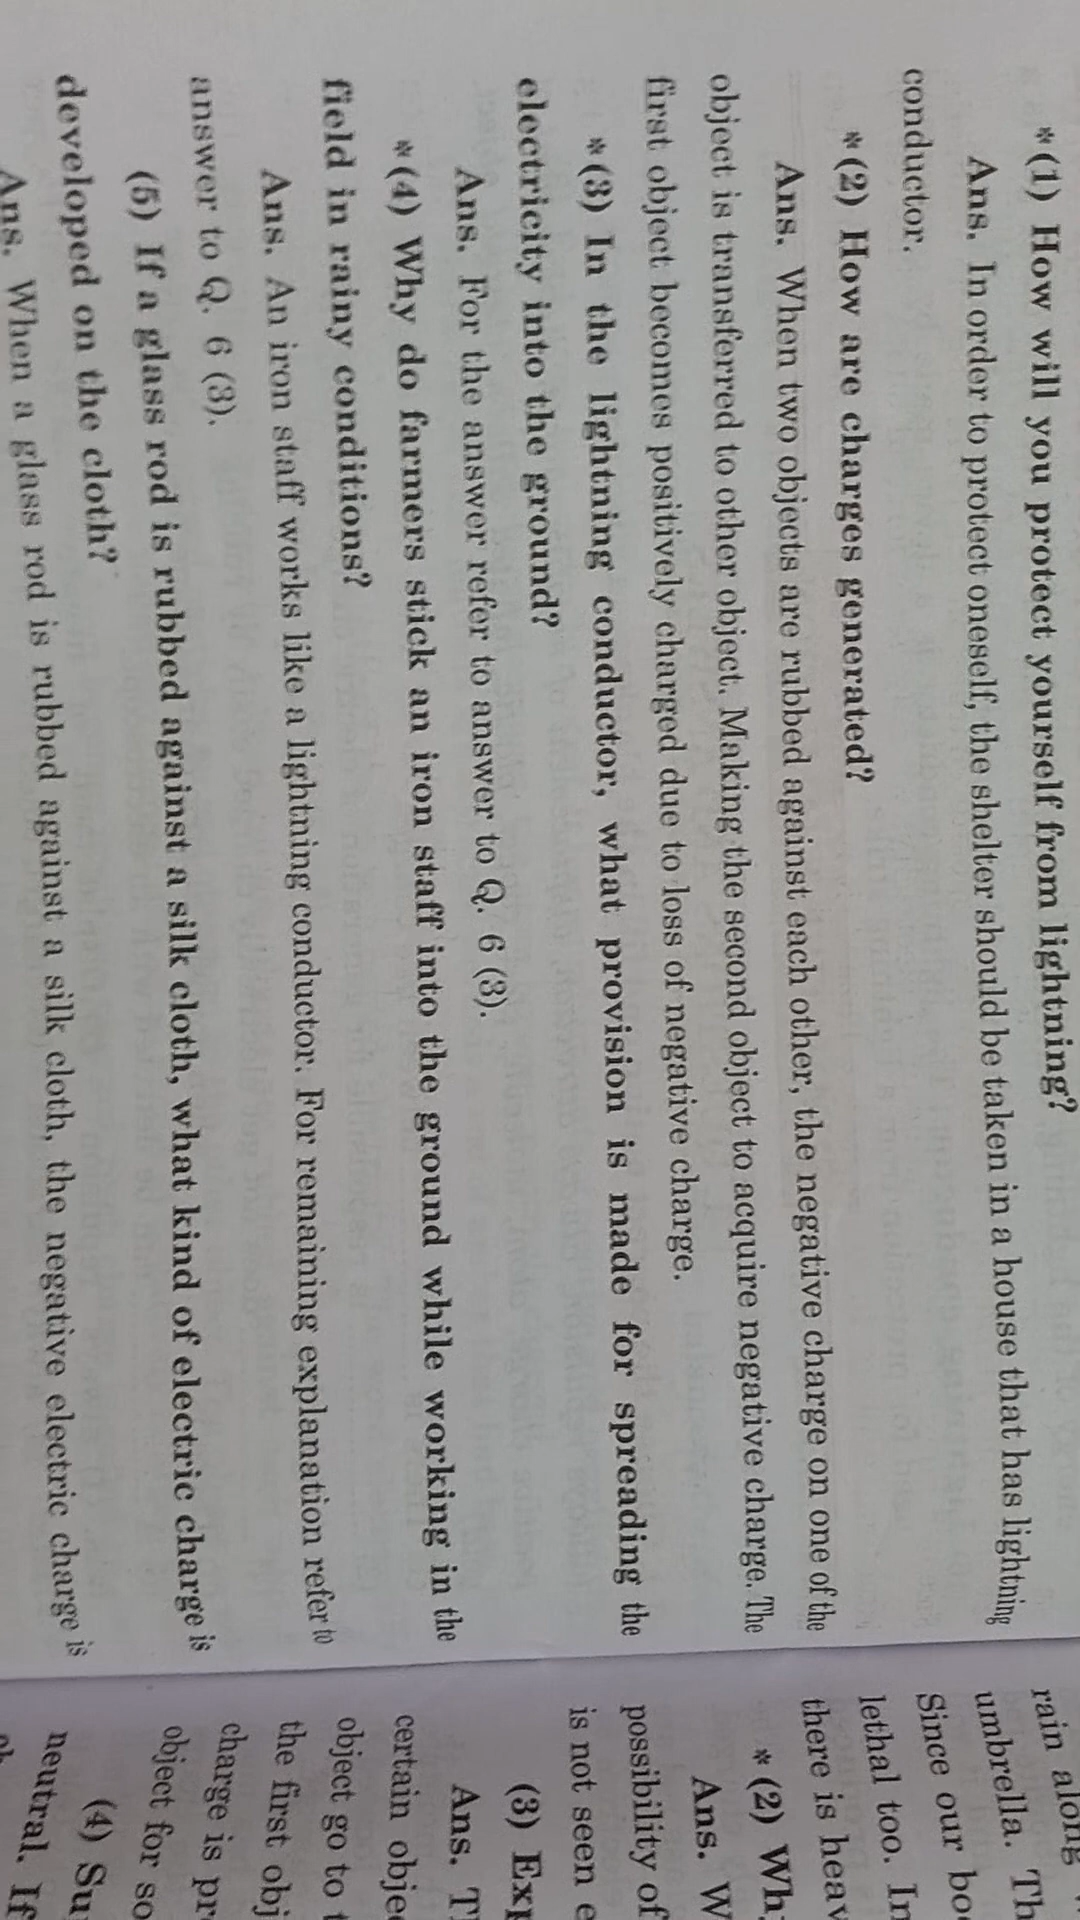 *(1) How will you protect yourself from lightning?
Ans. In order to protect oneself, the shelter should be taken in a house that has lightning
conductor.
*(2) How are charges generated?
Ans. When two objects are rubbed against each other, the negative charge on one of the
object is transferred to other object. Making the second object to acquire negative charge. The
first object becomes positively charged due to loss of negative charge.
*(3) In the lightning conductor, what provision is made for spreading the
electricity into the ground?
Ans. For the answer refer to answer to Q. 6 (3).
*(4) Why do farmers stick an iron staff into the ground while working in the
field in rainy conditions?
Ans. An iron staff works like a lightning conductor. For remaining explanation refer to
answer to Q. 6 (3).
(5) If a glass rod is rubbed against a silk cloth, what kind of electric charge is
developed on the cloth?
Ans. When a glass rod is rubbed against a silk cloth, the negative electric charge is
rain along
umbrella. Th
Since our bo
lethal too. In
there is heav
*(2) Wh
Ans. W
possibility of
is not seen e
(3) Exp
Ans. T
certain obje
object go to t
the first obj
charge is pr
object for so
(4) Su
neutral. If